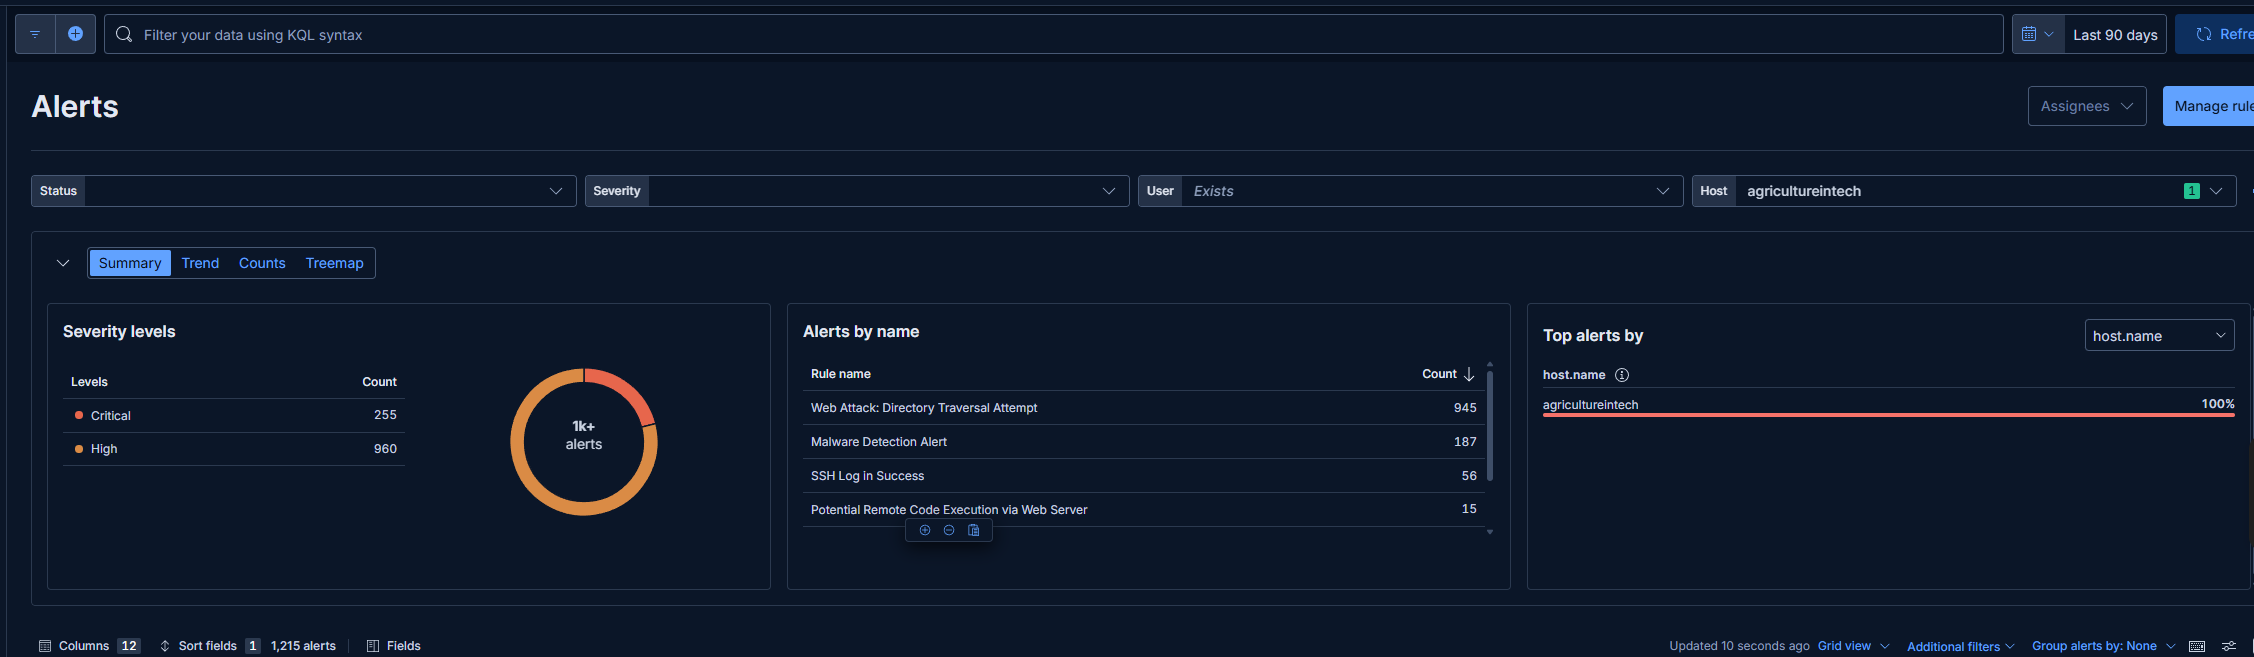 Filter your data using KQL syntax
Last 90 days
Refre
Alerts
Assignees
Manage rule
Status
Severity
User Exists
Host agricultureintech 1
Summary Trend Counts Treemap
Severity levels
Levels Count
Critical 255
High 960
1k+
alerts
Alerts by name
Rule name Count
Web Attack: Directory Traversal Attempt 945
Malware Detection Alert 187
SSH Log in Success 56
Potential Remote Code Execution via Web Server 15
Top alerts by host.name
host.name
agricultureintech 100%
Columns 12 Sort fields 1 1,215 alerts Fields
Updated 10 seconds ago Grid view Additional filters Group alerts by: None